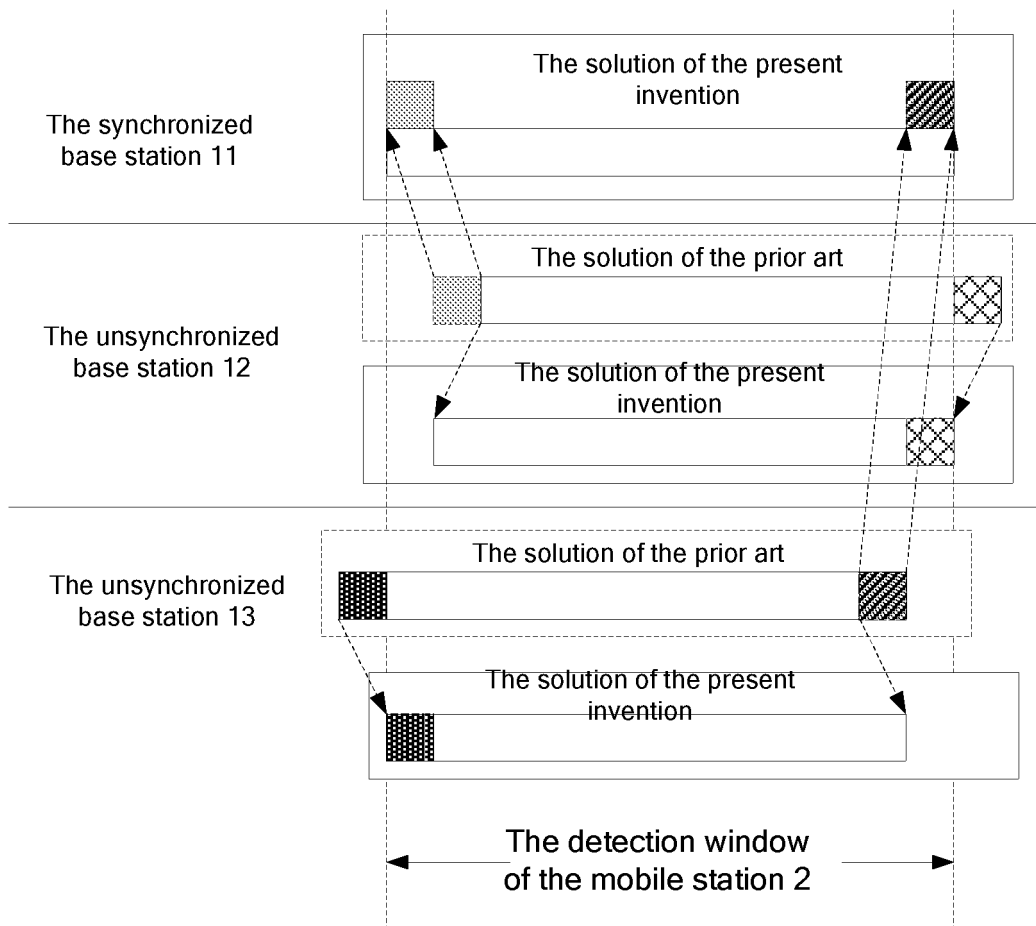 The solution of the present
invention
The synchronized
base station 11
The solution of the prior art
The unsynchronized
base station 12
The solution of the present
invention
The solution of the prior art
The unsynchronized
base station 13
The solution of the present
invention
The detection window
of the mobile station 2